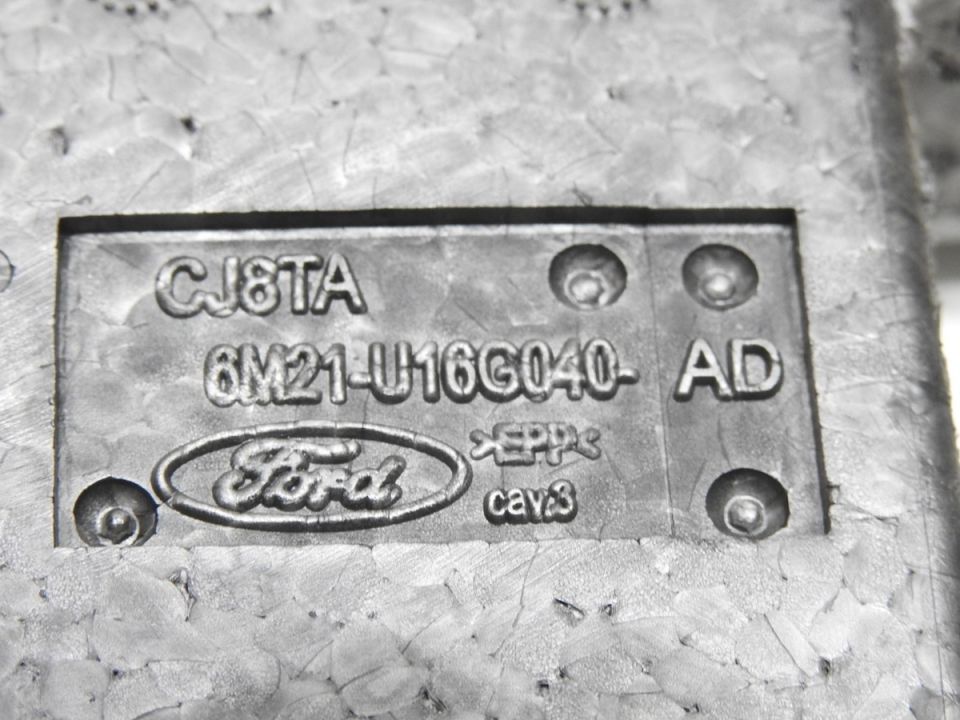 CJ8TA
6M21-U16G040- AD
Ford
>EPP<
cav.3